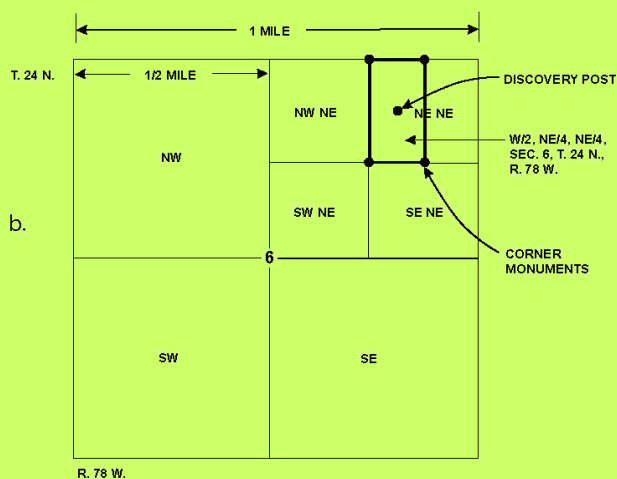 1 MILE
T. 24 N.
1/2 MILE
DISCOVERY POST
NW NE
NE NE
W/2, NE/4, NE/4,
SEC. 6, T. 24 N.,
R. 78 W.
NW
SW NE
SE NE
b.
CORNER
MONUMENTS
6
SW
SE
R. 78 W.